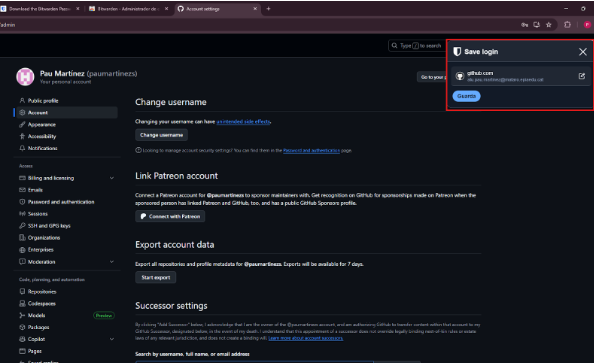 Download the Bitwarden Passw
Bitwarden - Administrador de c
Account settings
/admin
Type / to search
Save login
github.com
Guarda
Pau Martínez (paumartinezs)
Your personal account
Go to your p
Public profile
Account
Appearance
Accessibility
Notifications
Access
Billing and licensing
Emails
Password and authentication
Sessions
SSH and GPG keys
Organizations
Enterprises
Moderation
Code, planning, and automation
Repositories
Codespaces
Models
Preview
Packages
Copilot
Pages
Change username
Changing your username can have unintended side effects.
Change username
Looking to manage account security settings? You can find them in the Password and authentication page.
Link Patreon account
Connect a Patreon account for @paumartinezs to sponsor maintainers with. Get recognition on GitHub for sponsorships made on Patreon when the
sponsored person has linked Patreon and GitHub, too, and has a public GitHub Sponsors profile.
Connect with Patreon
Export account data
Export all repositories and profile metadata for @paumartinezs. Exports will be available for 7 days.
Start export
Successor settings
By clicking "Add Successor" below, I acknowledge that I am the owner of the @paumartinezs account, and am authorizing GitHub to transfer content within that account to my
GitHub Successor, designated below, in the event of my death. I understand that this appointment of a successor does not override legally binding next-of-kin rules or estate
laws of any relevant jurisdiction, and does not create a binding will. Learn more about account successors.
Search by username, full name, or email address